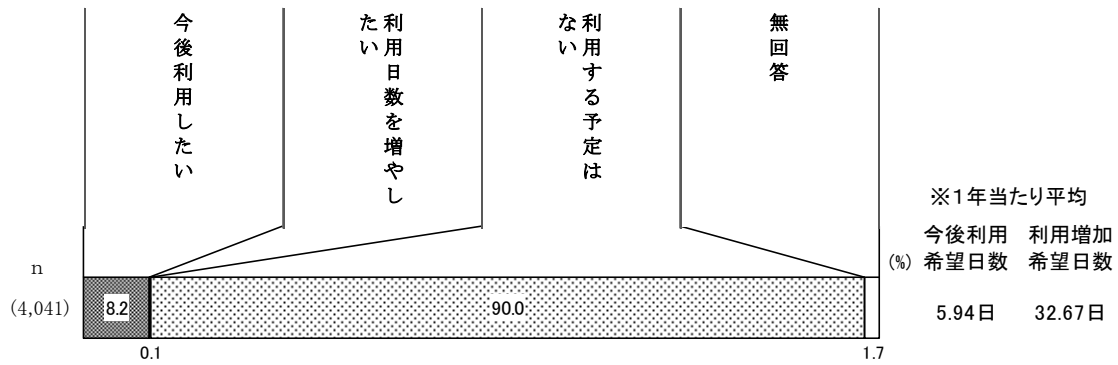 今後利用したい
利用日数を増やし
たい
利用する予定は
ない
無回答
※1年当たり平均
今後利用 利用増加
(%) 希望日数 希望日数
n
(4,041) 8.2 90.0 5.94日 32.67日
0.1 1.7